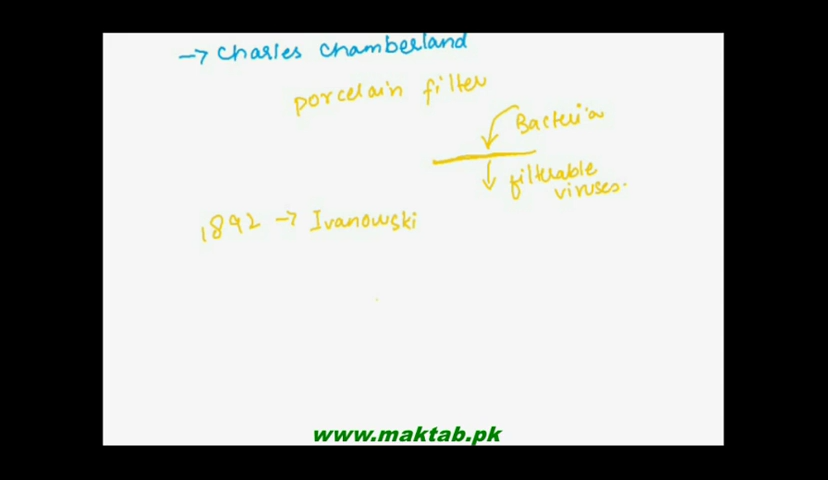 → Charles Chamberland
Porcelain filter
Bacteria
filterable
viruses.
1892 → Ivanowski
www.maktab.pk